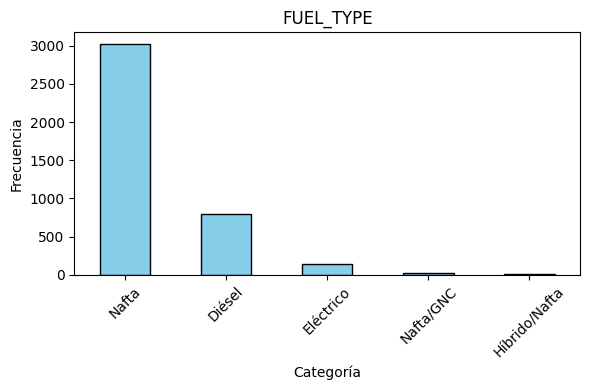 FUEL_TYPE
3000
2500
2000
1500
1000
500
0
Frecuencia
Nafta
Diésel
Eléctrico
Nafta/GNC
Híbrido/Nafta
Categoría